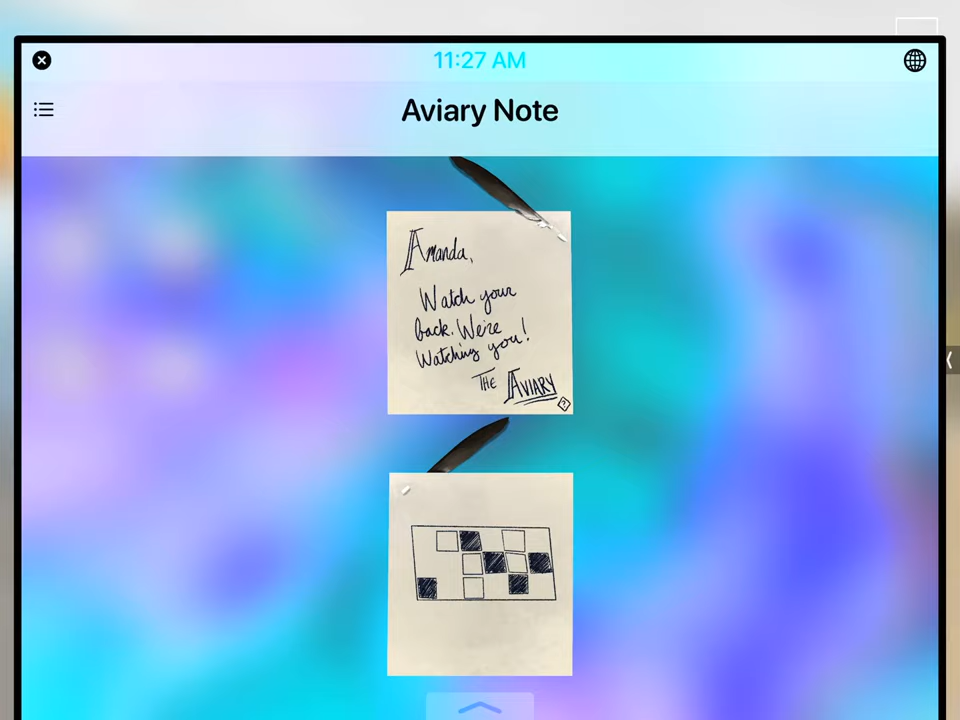 11:27 AM
Aviary Note
Amanda,
Watch your
back. We're
Watching you!
THE AVIARY
?